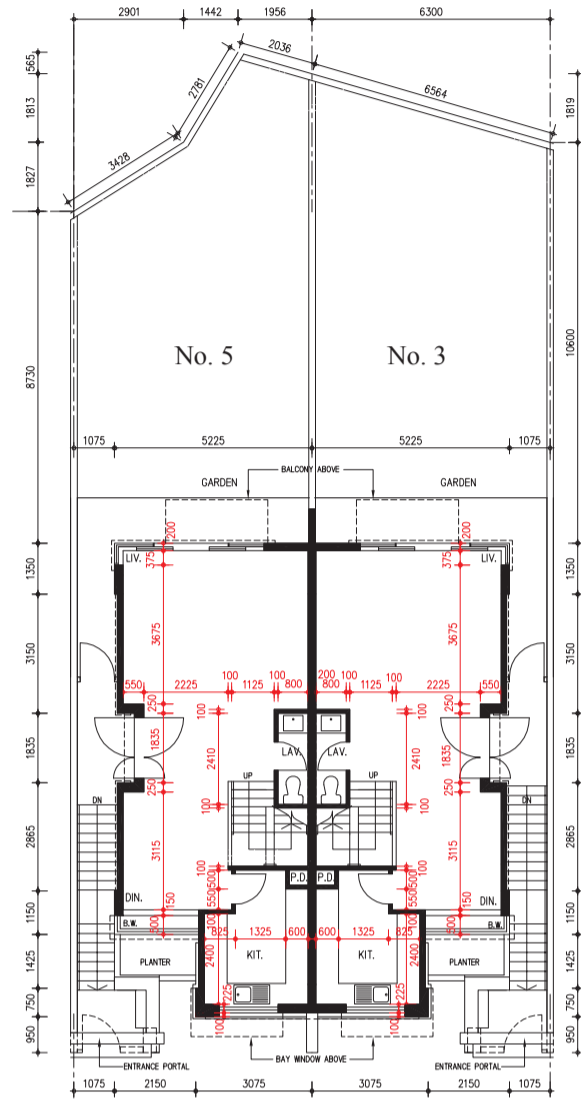 2901 1442 1956 6300
2036
6564
2781
3428
1565
1813
1827
8730
1819
10600
No. 5 No. 3
1075 5225 5225 1075
BALCONY ABOVE
GARDEN GARDEN
200 200
LIV. LIV.
375 375
1350 1350
3675 3675
3150 3150
550 2225 100 1125 100 800 200 800 100 1125 100 2225 550
250 250
100 100
1835 1835 1835 1835
2410 2410
LAV. LAV.
250 250
UP UP
DN DN
100 100
2865 2865
3115 3115
100 100
P.D. P.D.
500 500
550 550
DIN. DIN.
150 150
100 100
B.W. B.W.
500 500
1150 1150
825 1325 600 600 1325 825
KIT. KIT.
2400 2400
PLANTER PLANTER
1425 1425
225 225
750 750
100 100
950 950
BAY WINDOW ABOVE
ENTRANCE PORTAL ENTRANCE PORTAL
1075 2150 3075 3075 2150 1075